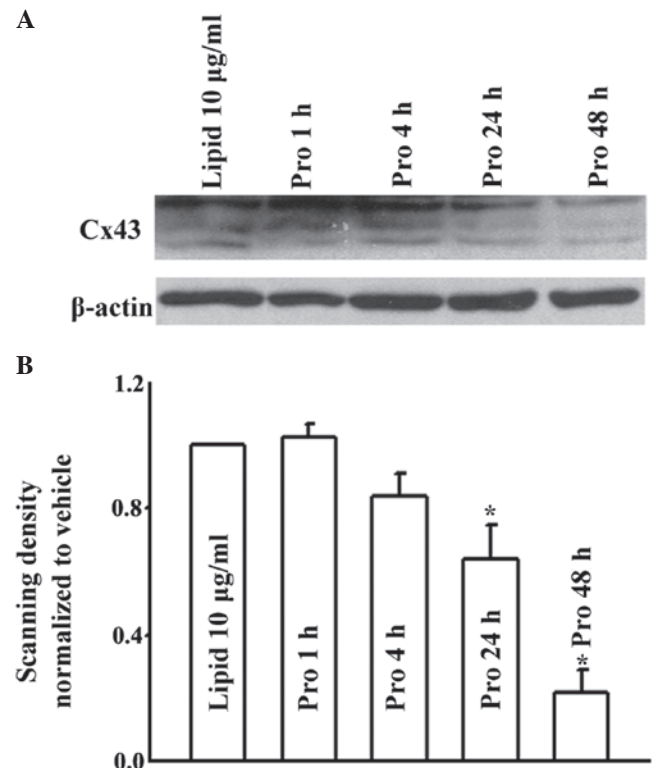 A
Lipid 10 µg/ml
Pro 1 h
Pro 4 h
Pro 24 h
Pro 48 h
Cx43
β-actin
B
Scanning density
normalized to vehicle
1.2
0.8
0.4
0.0
Lipid 10 µg/ml
Pro 1 h
Pro 4 h
*
Pro 24 h
* Pro 48 h